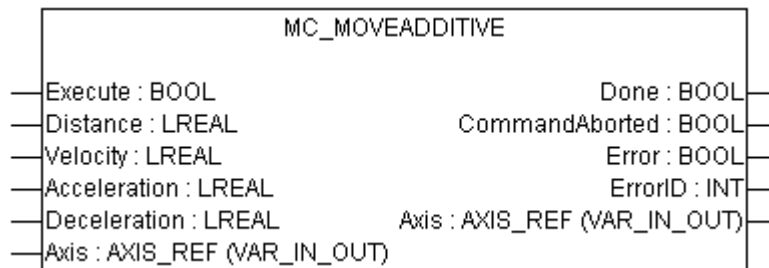 MC_MOVEADDITIVE
Execute : BOOL Done : BOOL
Distance : LREAL CommandAborted : BOOL
Velocity : LREAL Error : BOOL
Acceleration : LREAL ErrorID : INT
Deceleration : LREAL Axis : AXIS_REF (VAR_IN_OUT)
Axis : AXIS_REF (VAR_IN_OUT)